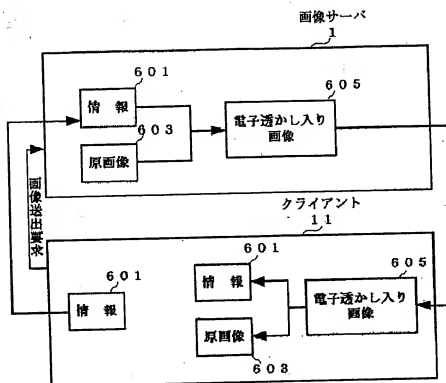 画像サーバ
1
601
情 報
605
電子透かし入り
画像
603
原画像
画像送出要求
クライアント
11
601
情 報
601
情 報
605
電子透かし入り
画像
原画像
603